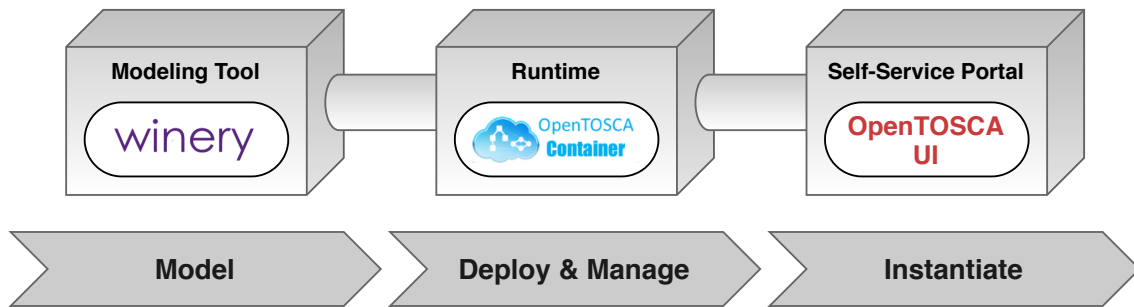 Modeling Tool
winery
Runtime
OpenTOSCA
Container
Self-Service Portal
OpenTOSCA
UI
Model
Deploy & Manage
Instantiate